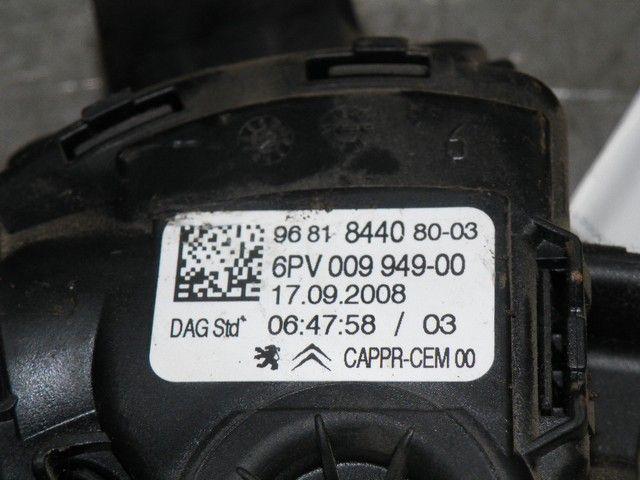 96 81 8440 80-03
6PV 009 949-00
17.09.2008
DAG Std 06:47:58 / 03
CAPPR-CEM 00